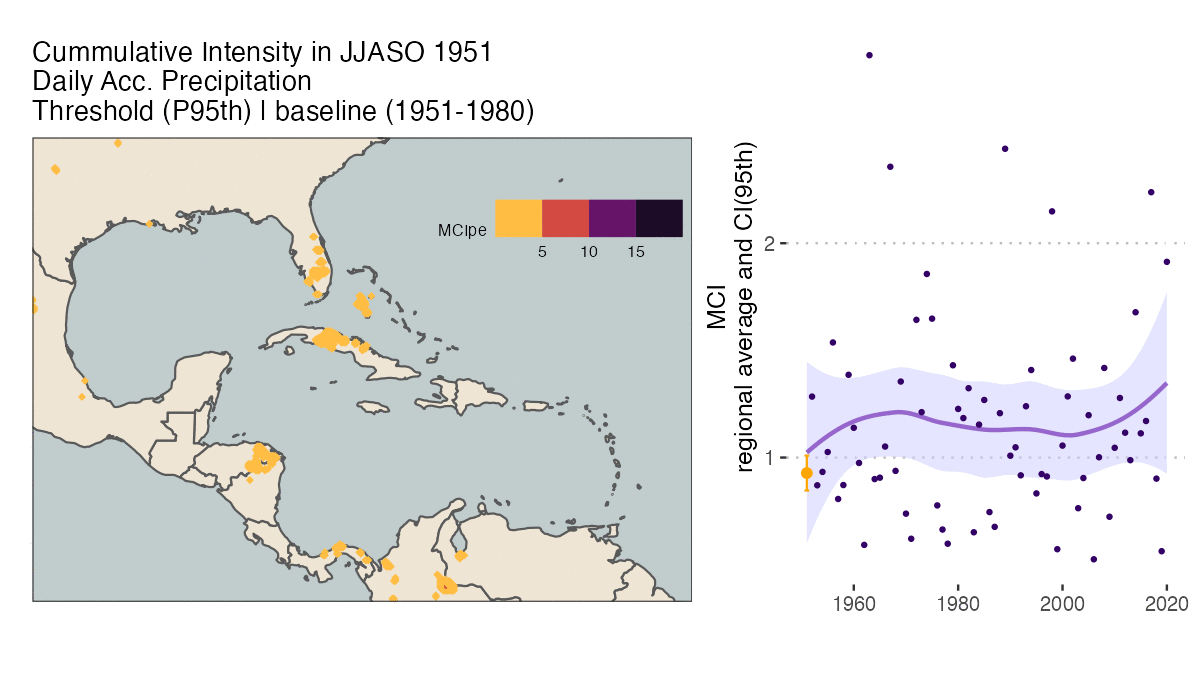 Cummulative Intensity in JJASO 1951
Daily Acc. Precipitation
Threshold (P95th) | baseline (1951-1980)
MCIpe
5 10 15
MCI
regional average and CI(95th)
2
1
1960 1980 2000 2020